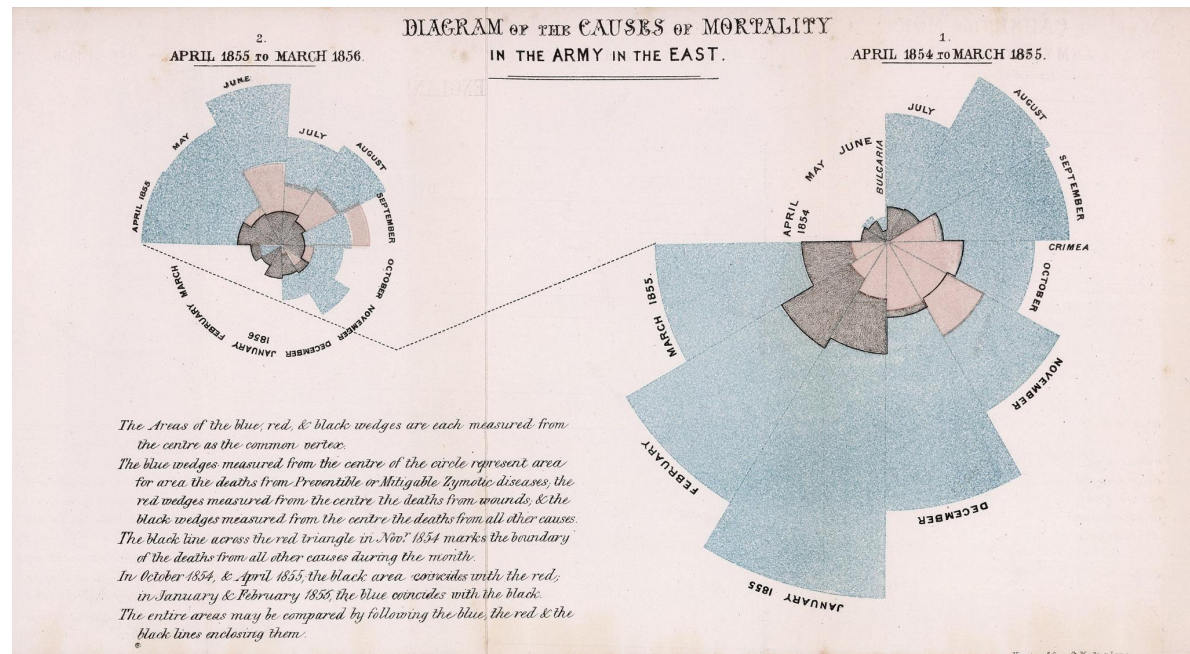 DIAGRAM OF THE CAUSES OF MORTALITY
IN THE ARMY IN THE EAST.
2.
APRIL 1855 TO MARCH 1856.
1.
APRIL 1854 TO MARCH 1855.
APRIL 1855
MAY
JUNE
JULY
AUGUST
SEPTEMBER
OCTOBER
NOVEMBER
DECEMBER
JANUARY
1856
FEBRUARY
MARCH
APRIL
1854
MAY
JUNE
BULGARIA
JULY
AUGUST
SEPTEMBER
CRIMEA
OCTOBER
NOVEMBER
DECEMBER
JANUARY 1855
FEBRUARY
MARCH 1855.
The Areas of the blue, red, & black wedges are each measured from
the centre as the common vertex.
The blue wedges measured from the centre of the circle represent area
for area the deaths from Preventible or Mitigable Zymotic diseases; the
red wedges measured from the centre the deaths from wounds; & the
black wedges measured from the centre the deaths from all other causes.
The black line across the red triangle in Novr. 1854 marks the boundary
of the deaths from all other causes during the month.
In October 1854, & April 1855; the black area coincides with the red;
in January & February 1856, the blue coincides with the black.
The entire areas may be compared by following the blue, the red & the
black lines enclosing them.